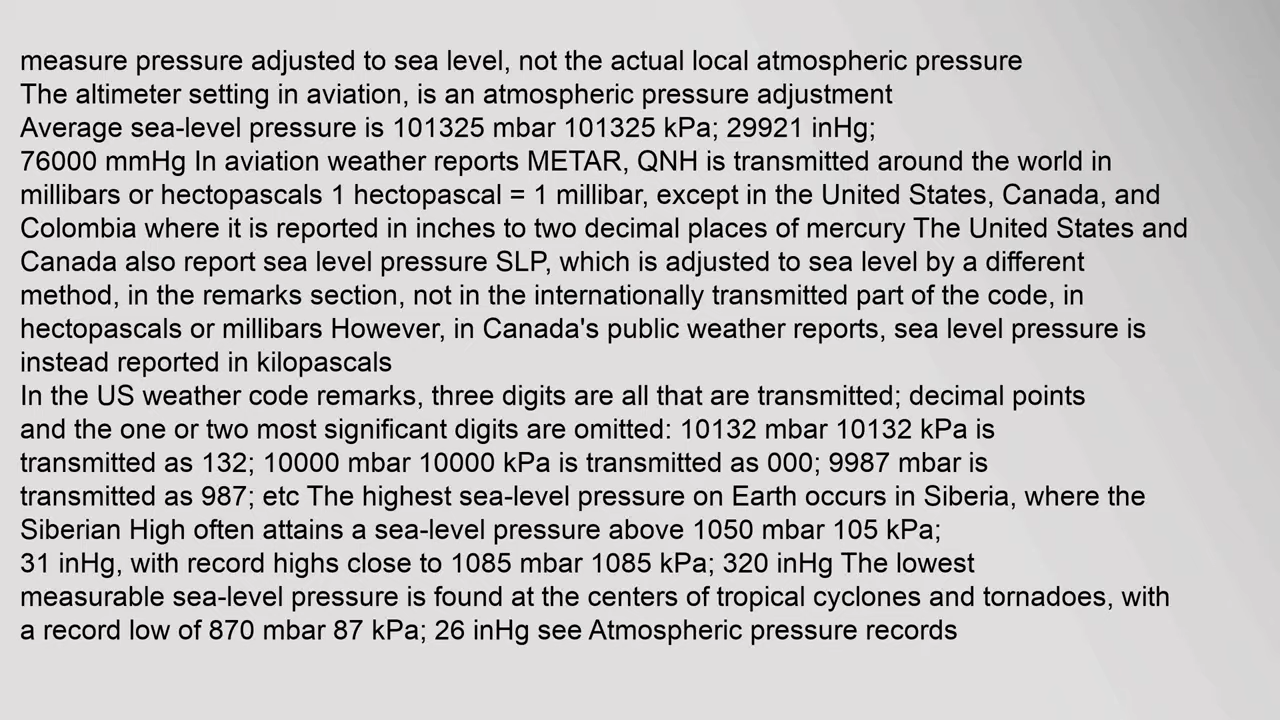 measure pressure adjusted to sea level, not the actual local atmospheric pressure
The altimeter setting in aviation, is an atmospheric pressure adjustment
Average sea-level pressure is 101325 mbar 101325 kPa; 29921 inHg;
76000 mmHg In aviation weather reports METAR, QNH is transmitted around the world in
millibars or hectopascals 1 hectopascal = 1 millibar, except in the United States, Canada, and
Colombia where it is reported in inches to two decimal places of mercury The United States and
Canada also report sea level pressure SLP, which is adjusted to sea level by a different
method, in the remarks section, not in the internationally transmitted part of the code, in
hectopascals or millibars However, in Canada's public weather reports, sea level pressure is
instead reported in kilopascals
In the US weather code remarks, three digits are all that are transmitted; decimal points
and the one or two most significant digits are omitted: 10132 mbar 10132 kPa is
transmitted as 132; 10000 mbar 10000 kPa is transmitted as 000; 9987 mbar is
transmitted as 987; etc The highest sea-level pressure on Earth occurs in Siberia, where the
Siberian High often attains a sea-level pressure above 1050 mbar 105 kPa;
31 inHg, with record highs close to 1085 mbar 1085 kPa; 320 inHg The lowest
measurable sea-level pressure is found at the centers of tropical cyclones and tornadoes, with
a record low of 870 mbar 87 kPa; 26 inHg see Atmospheric pressure records